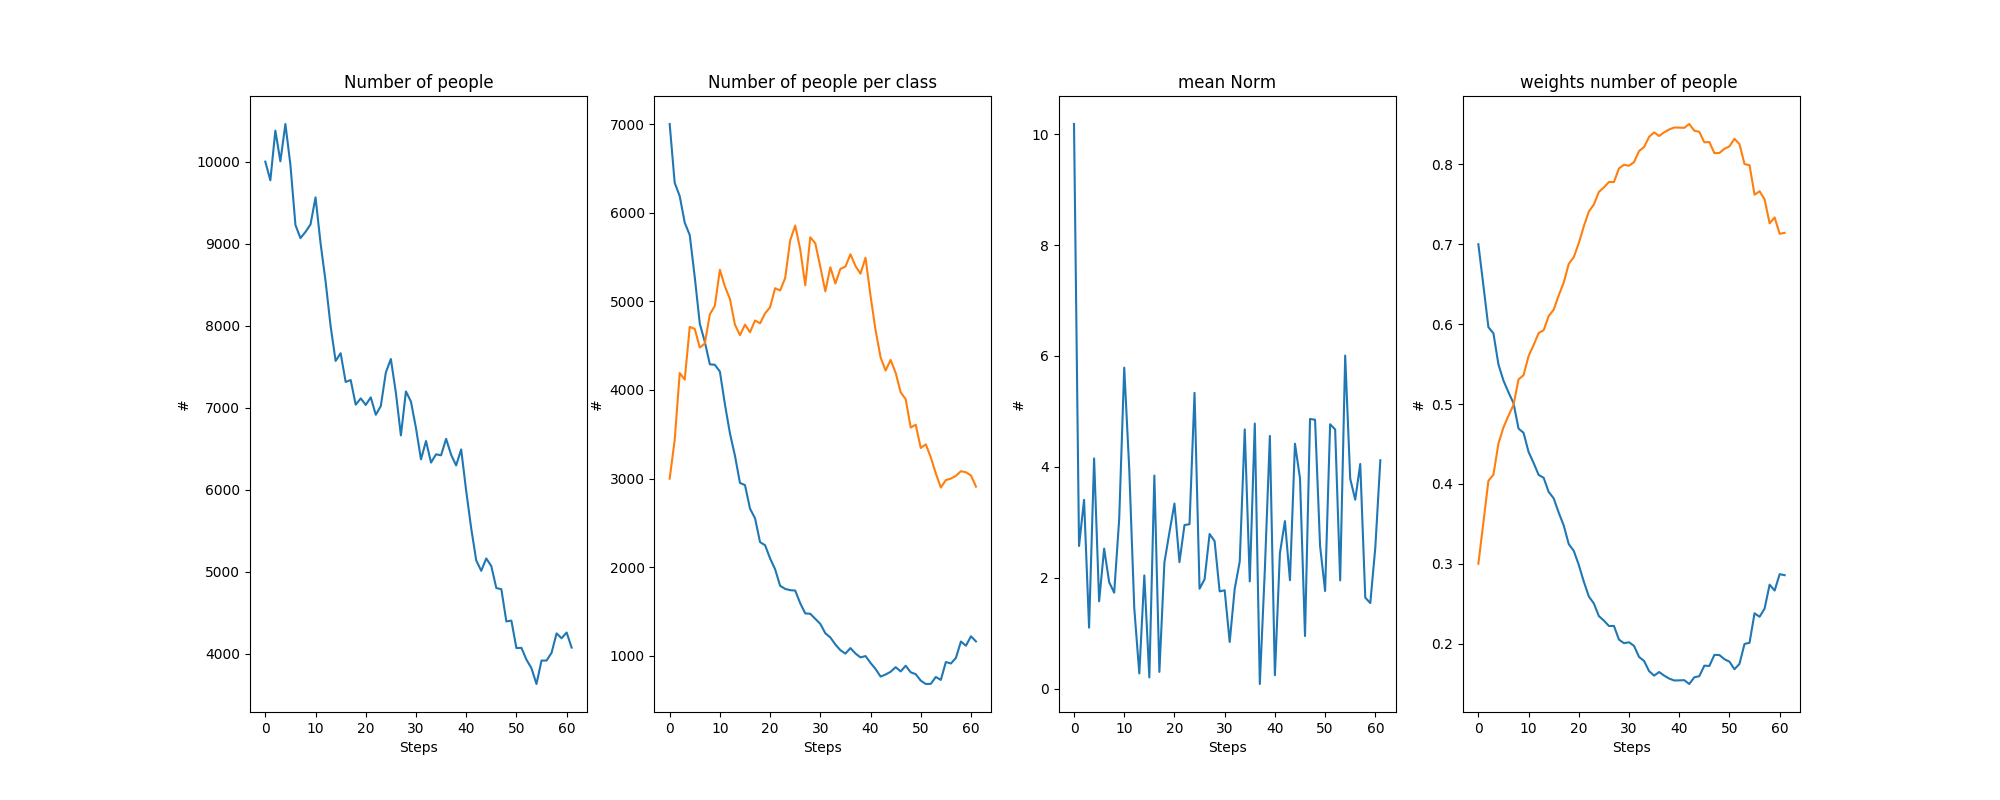 Number of people
10000
9000
8000
7000
6000
5000
4000
#
0 10 20 30 40 50 60
Steps
Number of people per class
7000
6000
5000
4000
3000
2000
1000
#
0 10 20 30 40 50 60
Steps
mean Norm
10
8
6
4
2
0
#
0 10 20 30 40 50 60
Steps
weights number of people
0.8
0.7
0.6
0.5
0.4
0.3
0.2
#
0 10 20 30 40 50 60
Steps